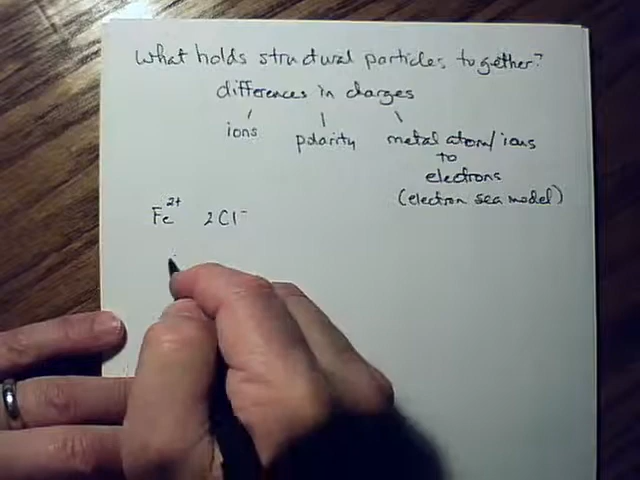 What holds structural particles together?
differences in charges
ions polarity metal atom/ions
to
electrons
(electron sea model)
Fe²⁺ 2Cl⁻